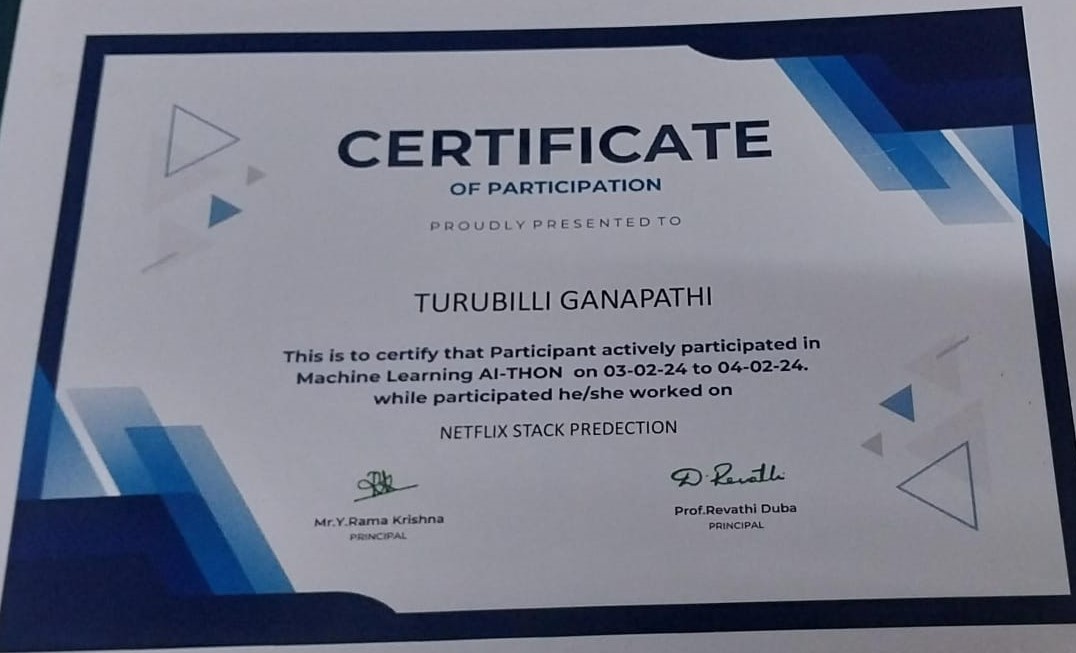 CERTIFICATE
OF PARTICIPATION
PROUDLY PRESENTED TO
TURUBILLI GANAPATHI
This is to certify that Participant actively participated in
Machine Learning AI-THON on 03-02-24 to 04-02-24.
while participated he/she worked on
NETFLIX STACK PREDECTION
D. Revathi
Mr.Y.Rama Krishna
PRINCIPAL
Prof.Revathi Duba
PRINCIPAL